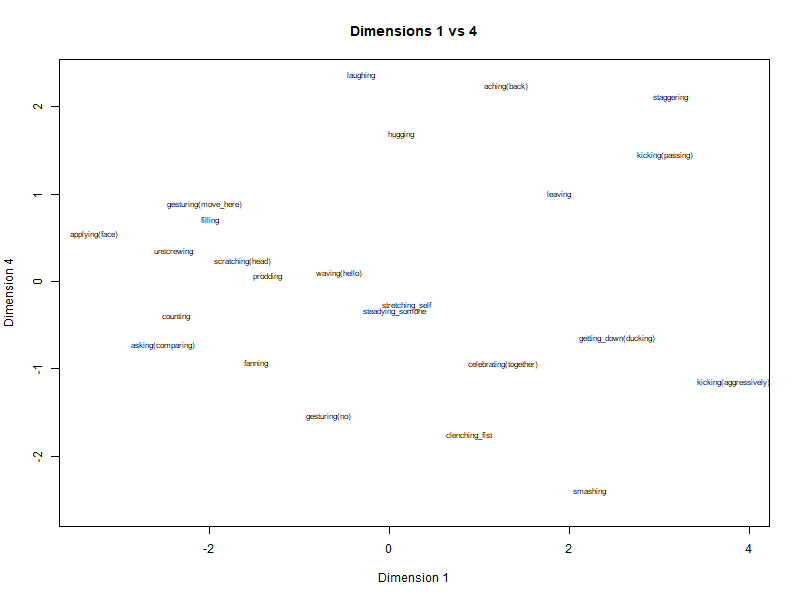 Dimensions 1 vs 4
laughing
aching(back)
staggering
hugging
kicking(passing)
leaving
gesturing(move_here)
filling
applying(face)
unscrewing
scratching(head)
prodding
waving(hello)
stretching_self
steadying_somone
counting
getting_down(ducking)
asking(comparing)
fanning
celebrating(together)
kicking(aggressively)
gesturing(no)
clenching_fist
smashing
2
1
0
-1
-2
Dimension 4
-2 0 2 4
Dimension 1